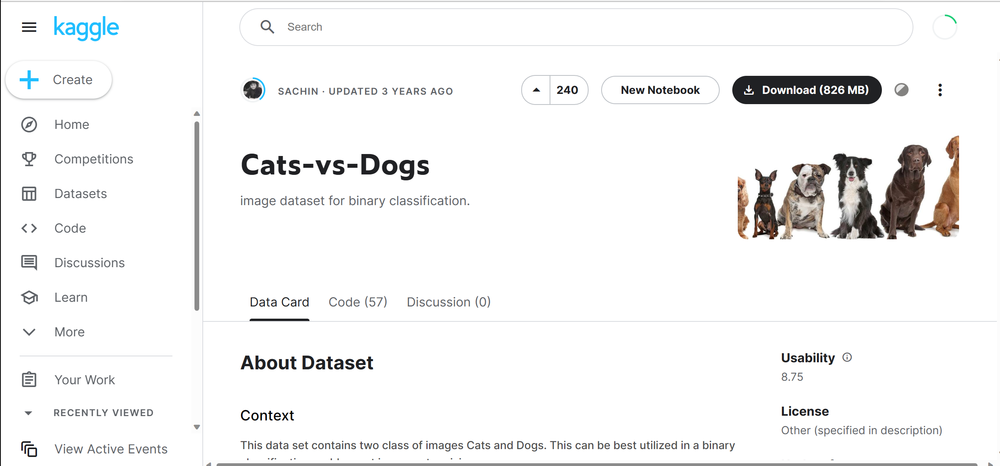 kaggle
Search
Create
Home
Competitions
Datasets
Code
Discussions
Learn
More
Your Work
RECENTLY VIEWED
View Active Events
SACHIN · UPDATED 3 YEARS AGO
240
New Notebook
Download (826 MB)
Cats-vs-Dogs
image dataset for binary classification.
Data Card
Code (57)
Discussion (0)
About Dataset
Context
This data set contains two class of images Cats and Dogs. This can be best utilized in a binary
Usability
8.75
License
Other (specified in description)